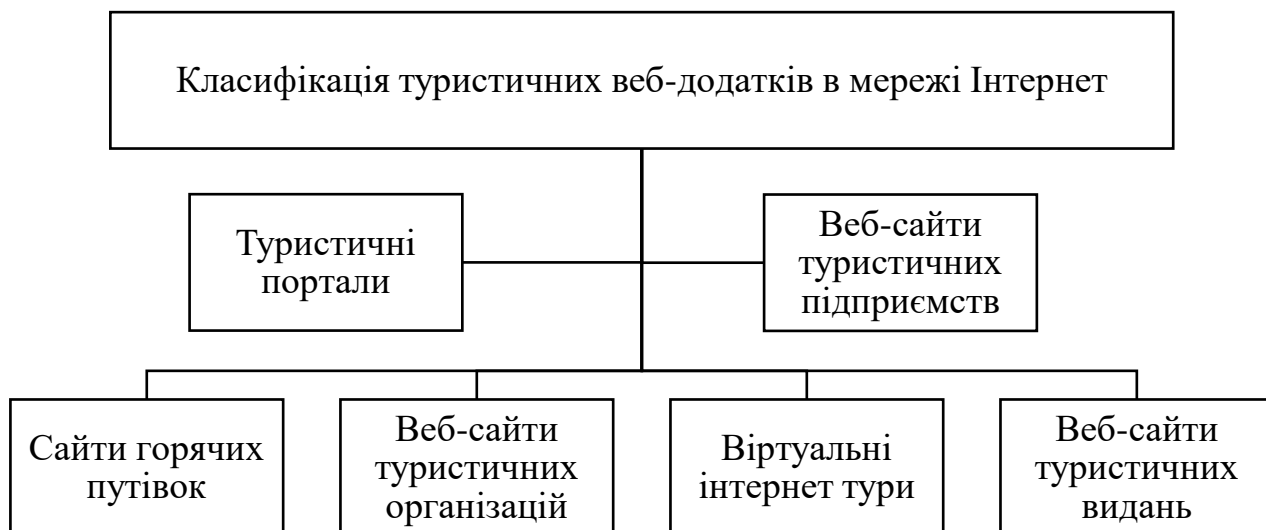 Класифікація туристичних веб-додатків в мережі Інтернет
Туристичні
портали
Веб-сайти
туристичних
підприємств
Сайти горячих
путівок
Веб-сайти
туристичних
організацій
Віртуальні
інтернет тури
Веб-сайти
туристичних
видань